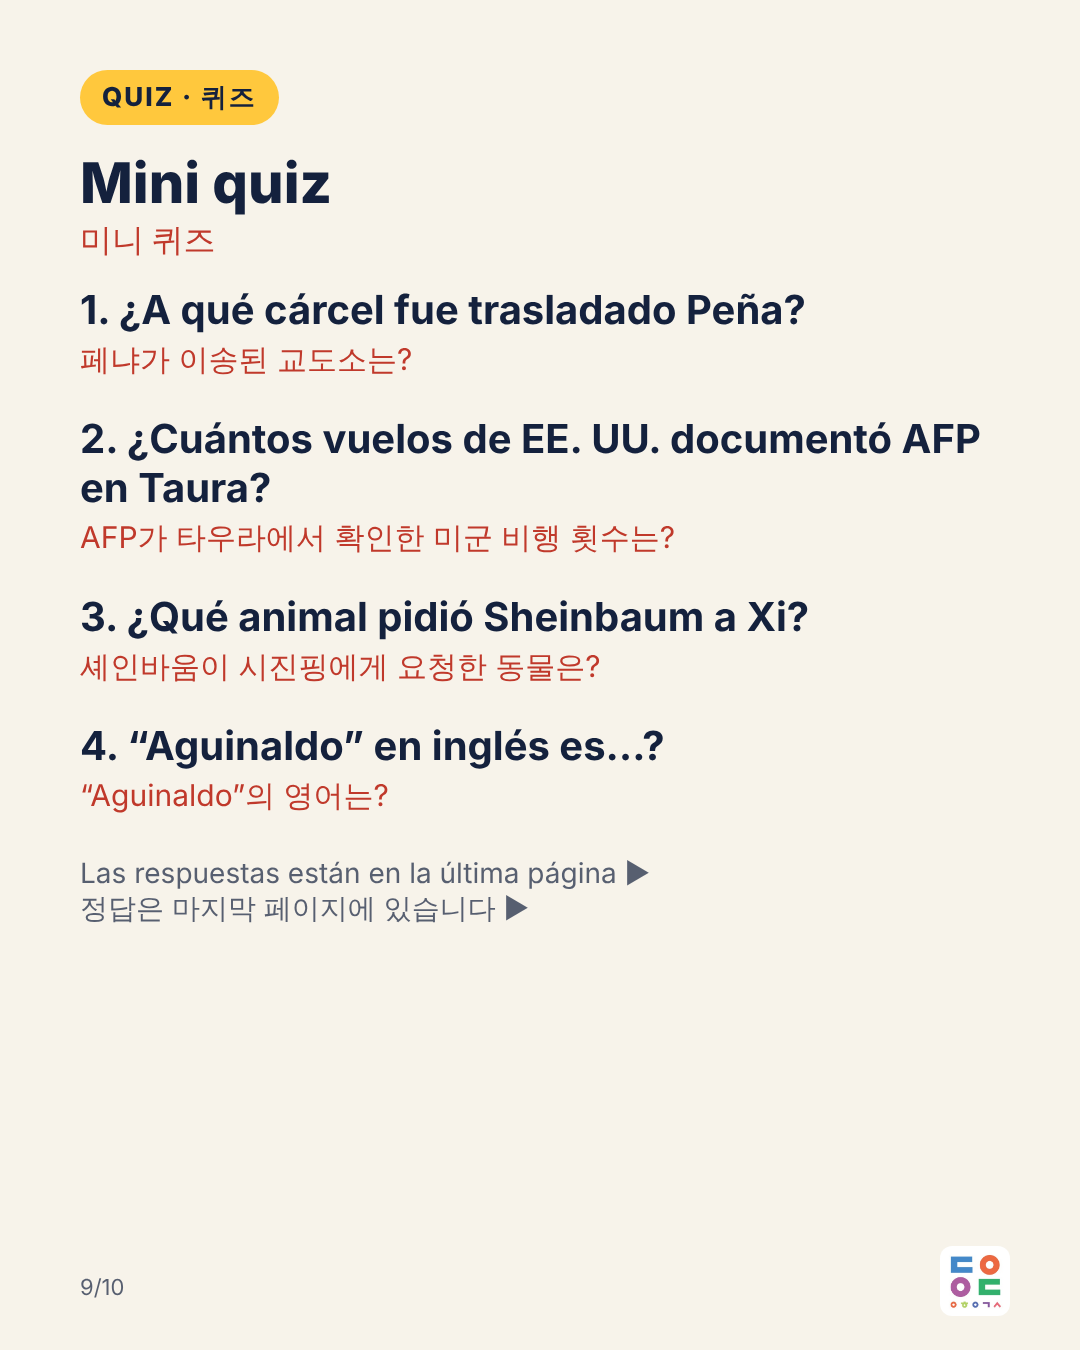 QUIZ · 퀴즈
Mini quiz
미니 퀴즈
1. ¿A qué cárcel fue trasladado Peña?
페냐가 이송된 교도소는?
2. ¿Cuántos vuelos de EE. UU. documentó AFP
en Taura?
AFP가 타우라에서 확인한 미군 비행 횟수는?
3. ¿Qué animal pidió Sheinbaum a Xi?
셰인바움이 시진핑에게 요청한 동물은?
4. “Aguinaldo” en inglés es…?
“Aguinaldo”의 영어는?
Las respuestas están en la última página ▶
정답은 마지막 페이지에 있습니다 ▶
9/10